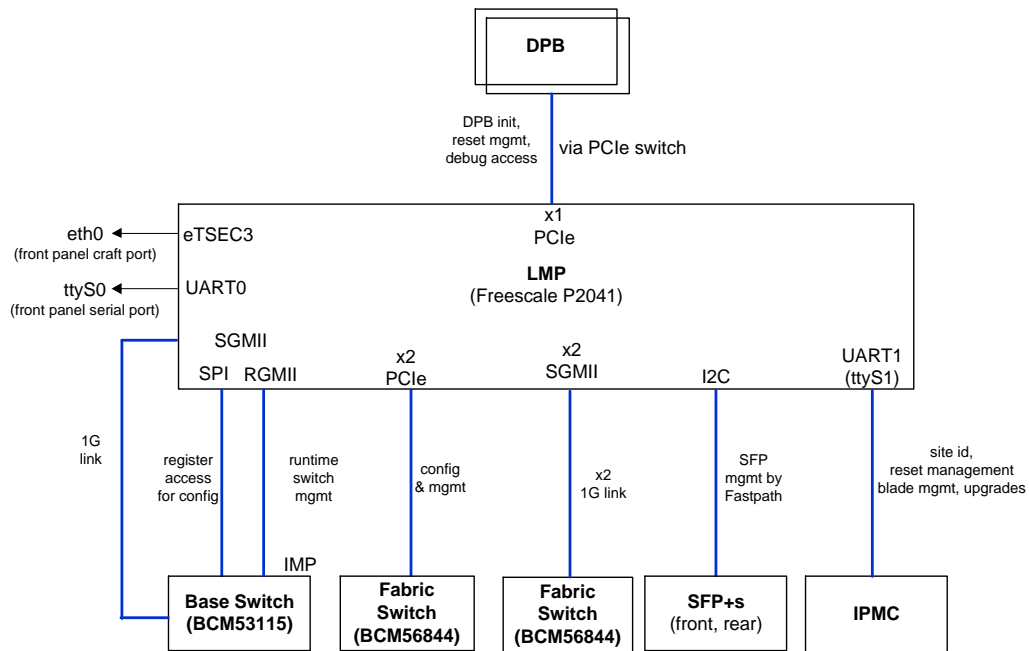 DPB
DPB init,
reset mgmt,
debug access
via PCIe switch
x1
PCIe
eth0
(front panel craft port)
eTSEC3
LMP
(Freescale P2041)
ttyS0
(front panel serial port)
UART0
SGMII
SPI
RGMII
x2
PCIe
x2
SGMII
I2C
UART1
(ttyS1)
1G
link
register
access
for config
runtime
switch
mgmt
config
& mgmt
x2
1G link
SFP
mgmt by
Fastpath
site id,
reset management
blade mgmt, upgrades
IMP
Base Switch
(BCM53115)
Fabric
Switch
(BCM56844)
Fabric
Switch
(BCM56844)
SFP+s
(front, rear)
IPMC